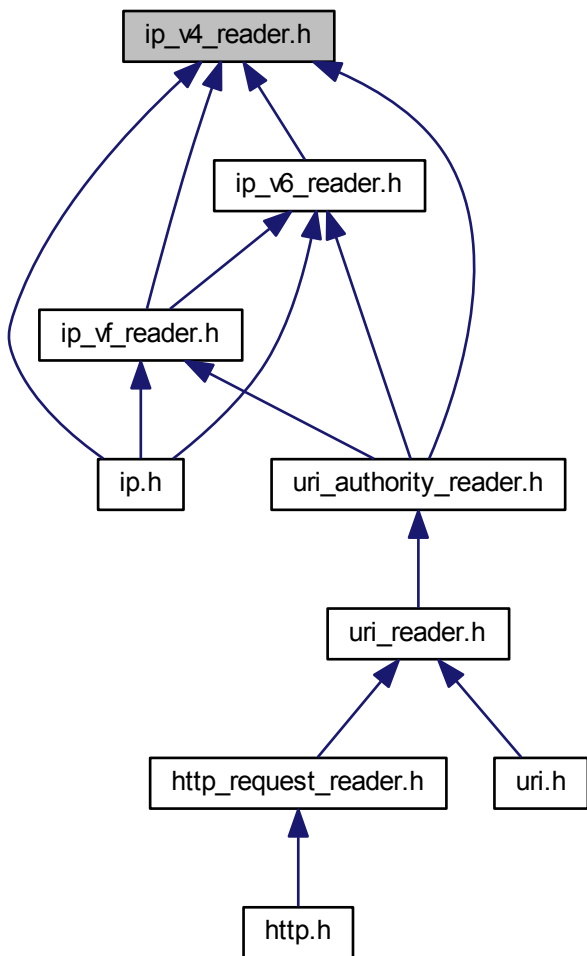 ip_v4_reader.h
ip_v6_reader.h
ip_vf_reader.h
ip.h
uri_authority_reader.h
uri_reader.h
http_request_reader.h
uri.h
http.h